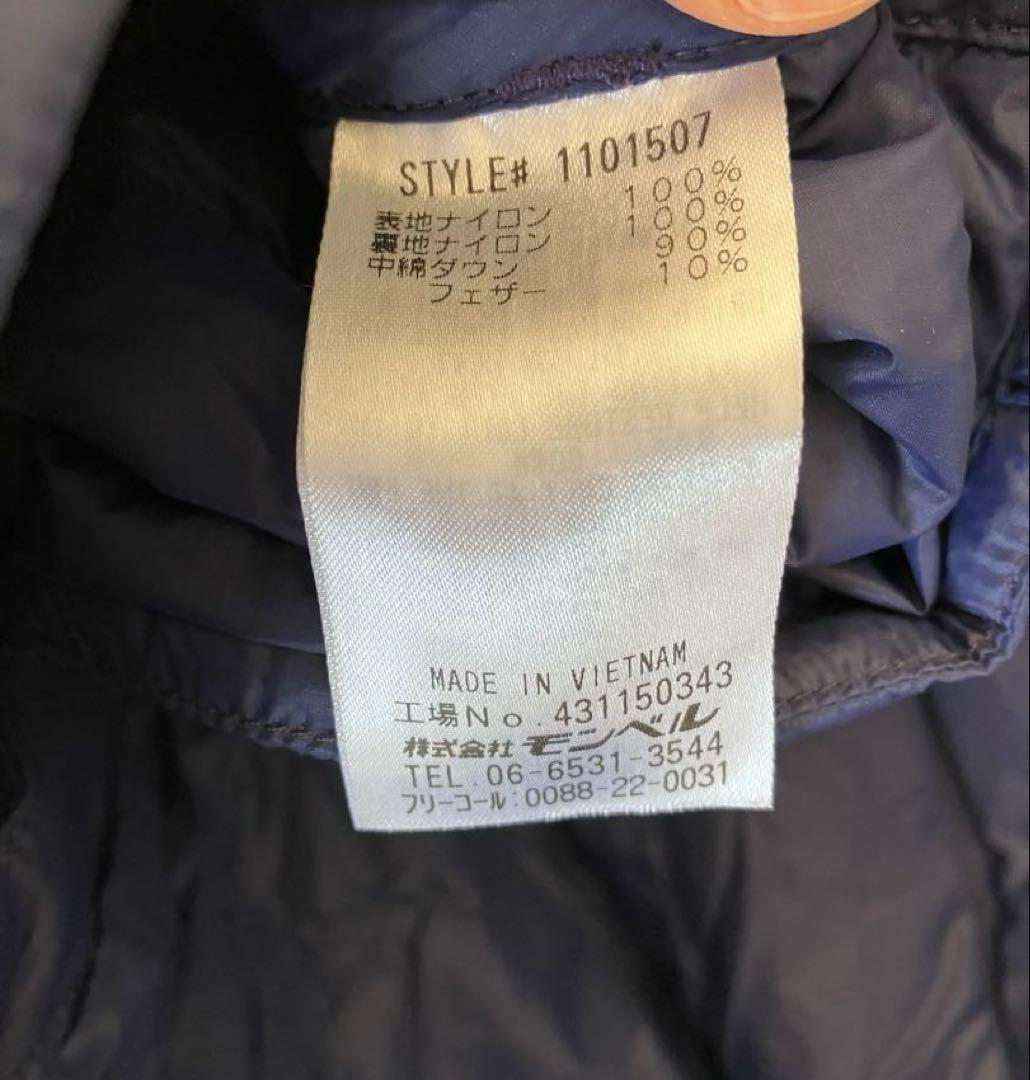 STYLE# 1101507
表地ナイロン 100%
裏地ナイロン 100%
中綿ダウン 90%
フェザー 10%
MADE IN VIETNAM
工場No.431150343
株式会社モンベル
TEL.06-6531-3544
フリーコール:0088-22-0031